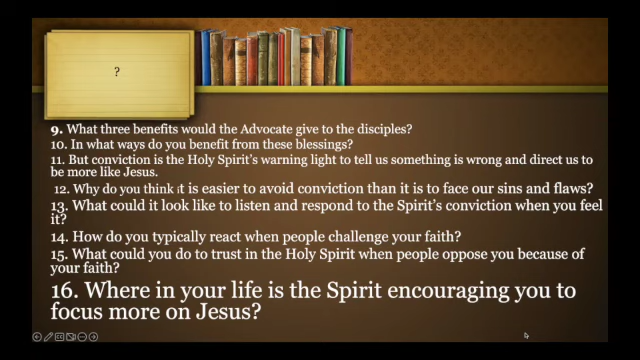 ?
9. What three benefits would the Advocate give to the disciples?
10. In what ways do you benefit from these blessings?
11. But conviction is the Holy Spirit's warning light to tell us something is wrong and direct us to
be more like Jesus.
12. Why do you think it is easier to avoid conviction than it is to face our sins and flaws?
13. What could it look like to listen and respond to the Spirit's conviction when you feel
it?
14. How do you typically react when people challenge your faith?
15. What could you do to trust in the Holy Spirit when people oppose you because of
your faith?
16. Where in your life is the Spirit encouraging you to
focus more on Jesus?